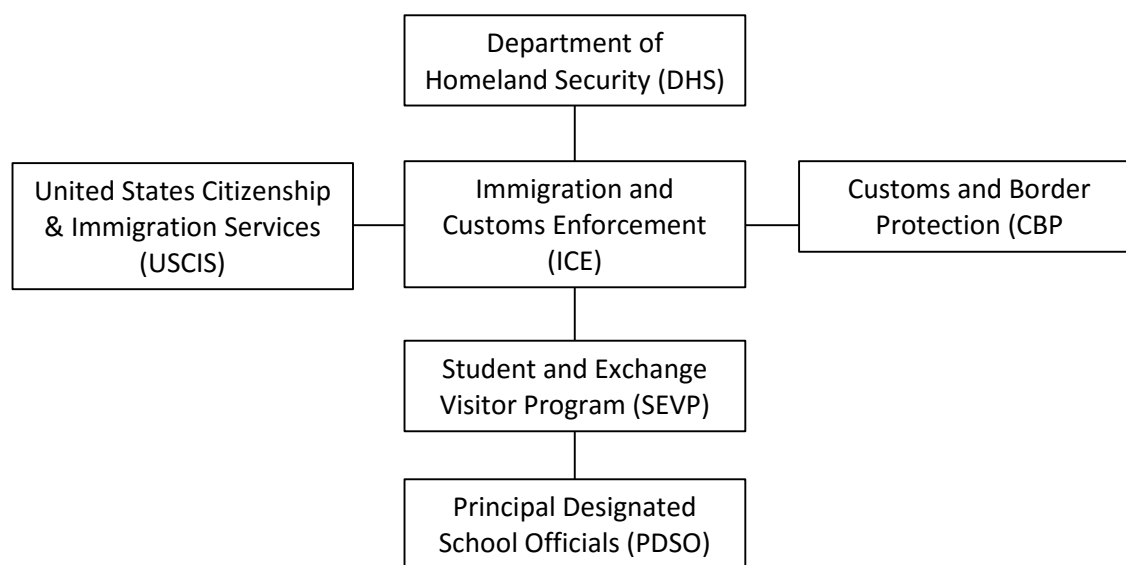 Department of
Homeland Security (DHS)
United States Citizenship
& Immigration Services
(USCIS)
Immigration and
Customs Enforcement
(ICE)
Customs and Border
Protection (CBP
Student and Exchange
Visitor Program (SEVP)
Principal Designated
School Officials (PDSO)